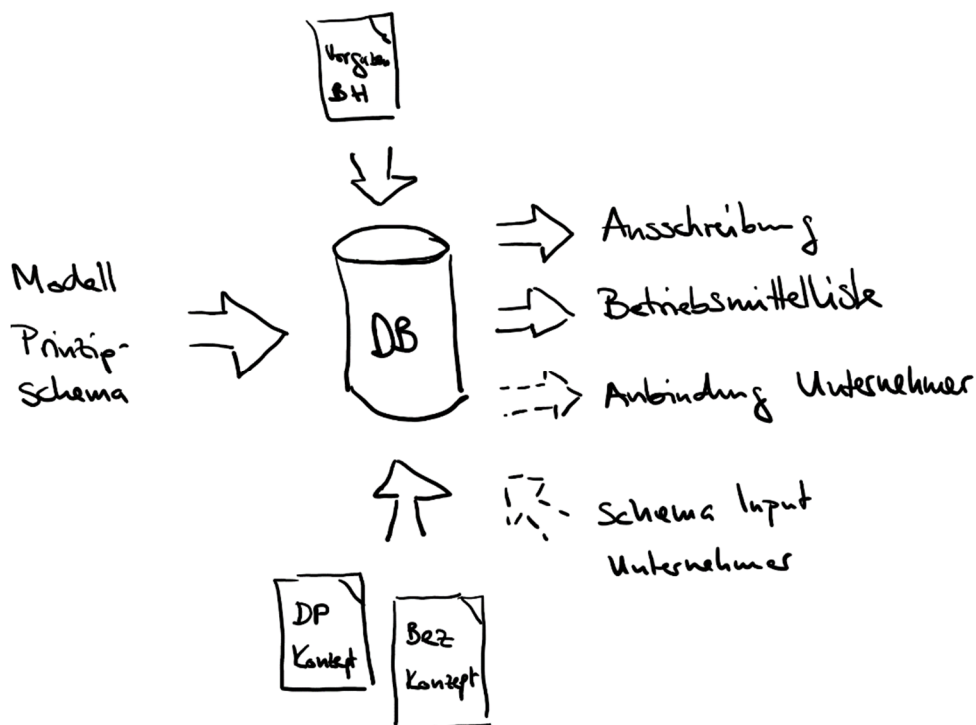 Vorgaben
BH
Ausschreibung
Modell
Betriebsmittelliste
Prinzip-
schema
DB
Anbindung Unternehmer
Schema Input
Unternehmer
DP
Konzept
Bez
Konzept